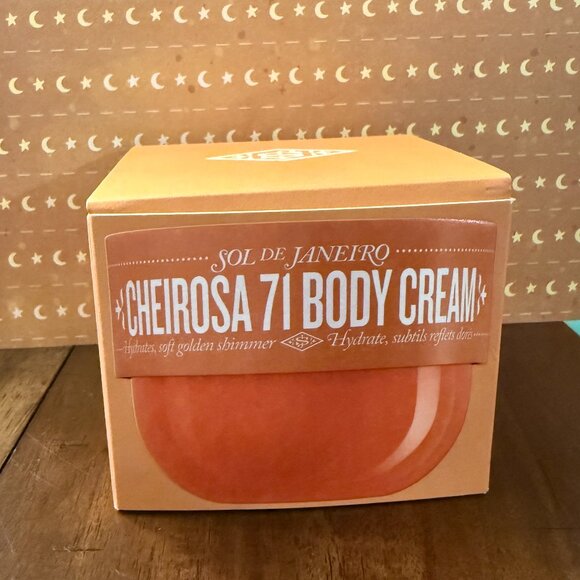 SOL DE JANEIRO
CHEIROSA 71 BODY CREAM
Hydrates, soft golden shimmer Hydrate, subtils reflets dorés